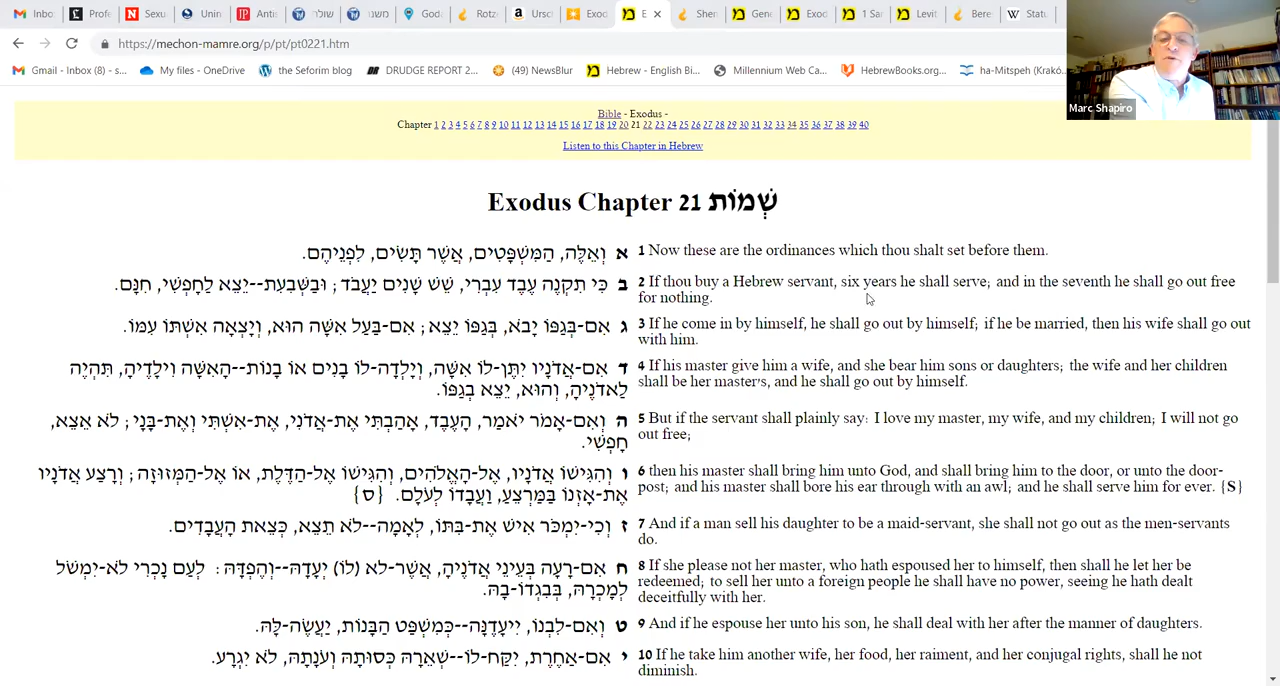 Inbo
Profe
Sexu
Unin
Antis
שולח
משנו
Goda
Rotz
Ursc
Exod
E
Shen
Gene
Exod
1 Sar
Levit
Bere
Statu
https://mechon-mamre.org/p/pt/pt0221.htm
Gmail - Inbox (8) - s...
My files - OneDrive
the Seforim blog
DRUDGE REPORT 2...
(49) NewsBlur
Hebrew - English Bi...
Millennium Web Ca...
HebrewBooks.org...
ha-Mitspeh (Krakó...
Marc Shapiro
Bible - Exodus -
Chapter 1 2 3 4 5 6 7 8 9 10 11 12 13 14 15 16 17 18 19 20 21 22 23 24 25 26 27 28 29 30 31 32 33 34 35 36 37 38 39 40
Listen to this Chapter in Hebrew
Exodus Chapter 21 שְׁמוֹת
א וְאֵלֶּה, הַמִּשְׁפָּטִים, אֲשֶׁר תָּשִׂים, לִפְנֵיהֶם.
1 Now these are the ordinances which thou shalt set before them.
ב כִּי תִקְנֶה עֶבֶד עִבְרִי, שֵׁשׁ שָׁנִים יַעֲבֹד; וּבַשְּׁבִעִת--יֵצֵא לַחָפְשִׁי, חִנָּם.
2 If thou buy a Hebrew servant, six years he shall serve; and in the seventh he shall go out free
for nothing.
ג אִם-בְּגַפּוֹ יָבֹא, בְּגַפּוֹ יֵצֵא; אִם-בַּעַל אִשָּׁה הוּא, וְיָצְאָה אִשְׁתּוֹ עִמּוֹ.
3 If he come in by himself, he shall go out by himself; if he be married, then his wife shall go out
with him.
ד אִם-אֲדֹנָיו יִתֶּן-לוֹ אִשָּׁה, וְיָלְדָה-לוֹ בָנִים אוֹ בָנוֹת--הָאִשָּׁה וִילָדֶיהָ, תִּהְיֶה
לַאדֹנֶיהָ, וְהוּא, יֵצֵא בְגַפּוֹ.
4 If his master give him a wife, and she bear him sons or daughters; the wife and her children
shall be her master's, and he shall go out by himself.
ה וְאִם-אָמֹר יֹאמַר, הָעֶבֶד, אָהַבְתִּי אֶת-אֲדֹנִי, אֶת-אִשְׁתִּי וְאֶת-בָּנָי; לֹא אֵצֵא,
חָפְשִׁי.
5 But if the servant shall plainly say: I love my master, my wife, and my children; I will not go
out free;
ו וְהִגִּישׁוֹ אֲדֹנָיו, אֶל-הָאֱלֹהִים, וְהִגִּישׁוֹ אֶל-הַדֶּלֶת, אוֹ אֶל-הַמְּזוּזָה; וְרָצַע אֲדֹנָיו
אֶת-אָזְנוֹ בַּמַּרְצֵעַ, וַעֲבָדוֹ לְעֹלָם. {ס}
6 then his master shall bring him unto God, and shall bring him to the door, or unto the door-
post; and his master shall bore his ear through with an awl; and he shall serve him for ever. {S}
ז וְכִי-יִמְכֹּר אִישׁ אֶת-בִּתּוֹ, לְאָמָה--לֹא תֵצֵא, כְּצֵאת הָעֲבָדִים.
7 And if a man sell his daughter to be a maid-servant, she shall not go out as the men-servants
do.
ח אִם-רָעָה בְּעֵינֵי אֲדֹנֶיהָ, אֲשֶׁר-לא (לוֹ) יְעָדָהּ--וְהֶפְדָּהּ: לְעַם נָכְרִי לֹא-יִמְשֹׁל
לְמָכְרָהּ, בְּבִגְדוֹ-בָהּ.
8 If she please not her master, who hath espoused her to himself, then shall he let her be
redeemed; to sell her unto a foreign people he shall have no power, seeing he hath dealt
deceitfully with her.
ט וְאִם-לִבְנוֹ, יִיעָדֶנָּה--כְּמִשְׁפַּט הַבָּנוֹת, יַעֲשֶׂה-לָּהּ.
9 And if he espouse her unto his son, he shall deal with her after the manner of daughters.
י אִם-אַחֶרֶת, יִקַּח-לוֹ--שְׁאֵרָהּ כְּסוּתָהּ וְעֹנָתָהּ, לֹא יִגְרָע.
10 If he take him another wife, her food, her raiment, and her conjugal rights, shall he not
diminish.